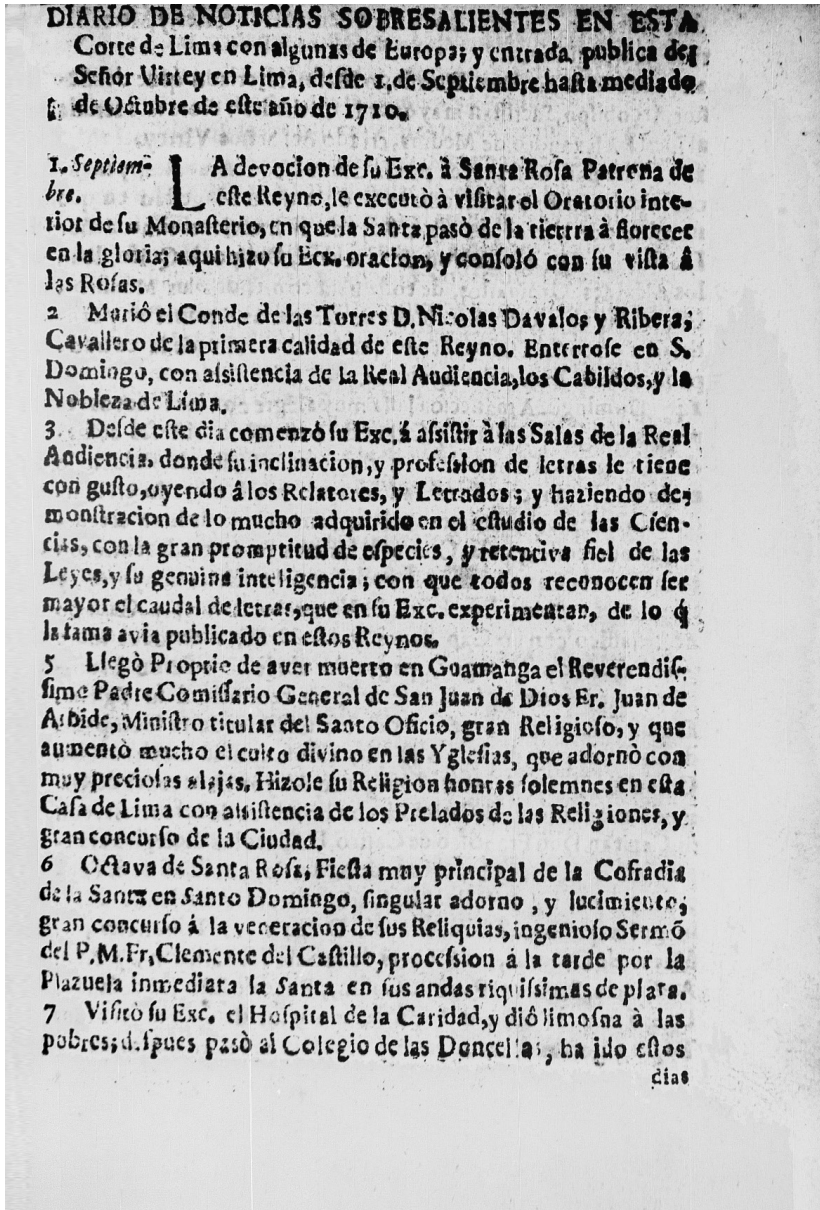 DIARIO DE NOTICIAS SOBRESALIENTES EN ESTA
Corte de Lima con algunas de Europa; y entrada publica del
Señor Virrey en Lima, desde 1. de Septiembre hasta mediado
de Octubre de este año de 1710.
1. Septiem- LA devocion de su Exc. à Santa Rosa Patrona de
bre. este Reyno, le executò à visitar el Oratorio inte-
rior de su Monasterio, en que la Santa pasò de la tierrra à florecer
en la gloria; aqui hizo su Ecx. oracion, y consoló con su vista á
las Rosas.
2 Murió el Conde de las Torres D. Nicolas Davalos y Ribera;
Cavallero de la primera calidad de este Reyno. Enterrose en S.
Domingo, con assistencia de la Real Audiencia, los Cabildos, y la
Nobleza de Lima.
3 Desde este dia comenzó su Exc. á assistir à las Salas de la Real
Audiencia, donde su inclinacion, y profession de letras le tiene
con gusto, oyendo á los Relatores, y Letrados; y haziendo de-
monstracion de lo mucho adquirido en el estudio de las Cíen-
cias, con la gran promptitud de especies, y retentiva fiel de las
Leyes, y su genuina inteligencia; con que todos reconocen ser
mayor el caudal de letras, que en su Exc. experimentan, de lo q̃
la fama avia publicado en estos Reynos.
5 Llegò Proprio de aver muerto en Guamanga el Reverendis-
simo Padre Comissario General de San Juan de Dios Fr. Juan de
Arbide, Ministro titular del Santo Oficio, gran Religioso, y que
aumentò mucho el culto divino en las Yglesias, que adornò con
muy preciosas alajas. Hizole su Religion honras solemnes en esta
Casa de Lima con assistencia de los Prelados de las Religiones, y
gran concurso de la Ciudad.
6 Octava de Santa Rosa; Fiesta muy principal de la Cofradia
de la Santa en Santo Domingo, singular adorno, y lucimiento;
gran concurso á la veneracion de sus Reliquias, ingenioso Sermõ
del P. M. Fr. Clemente del Castillo, procession á la tarde por la
Plazuela inmediata la Santa en sus andas riquissimas de plata.
7 Visitò su Exc. el Hospital de la Caridad, y dió limosna à las
pobres; despues pasò al Colegio de las Doncellas, ha ido estos
dias